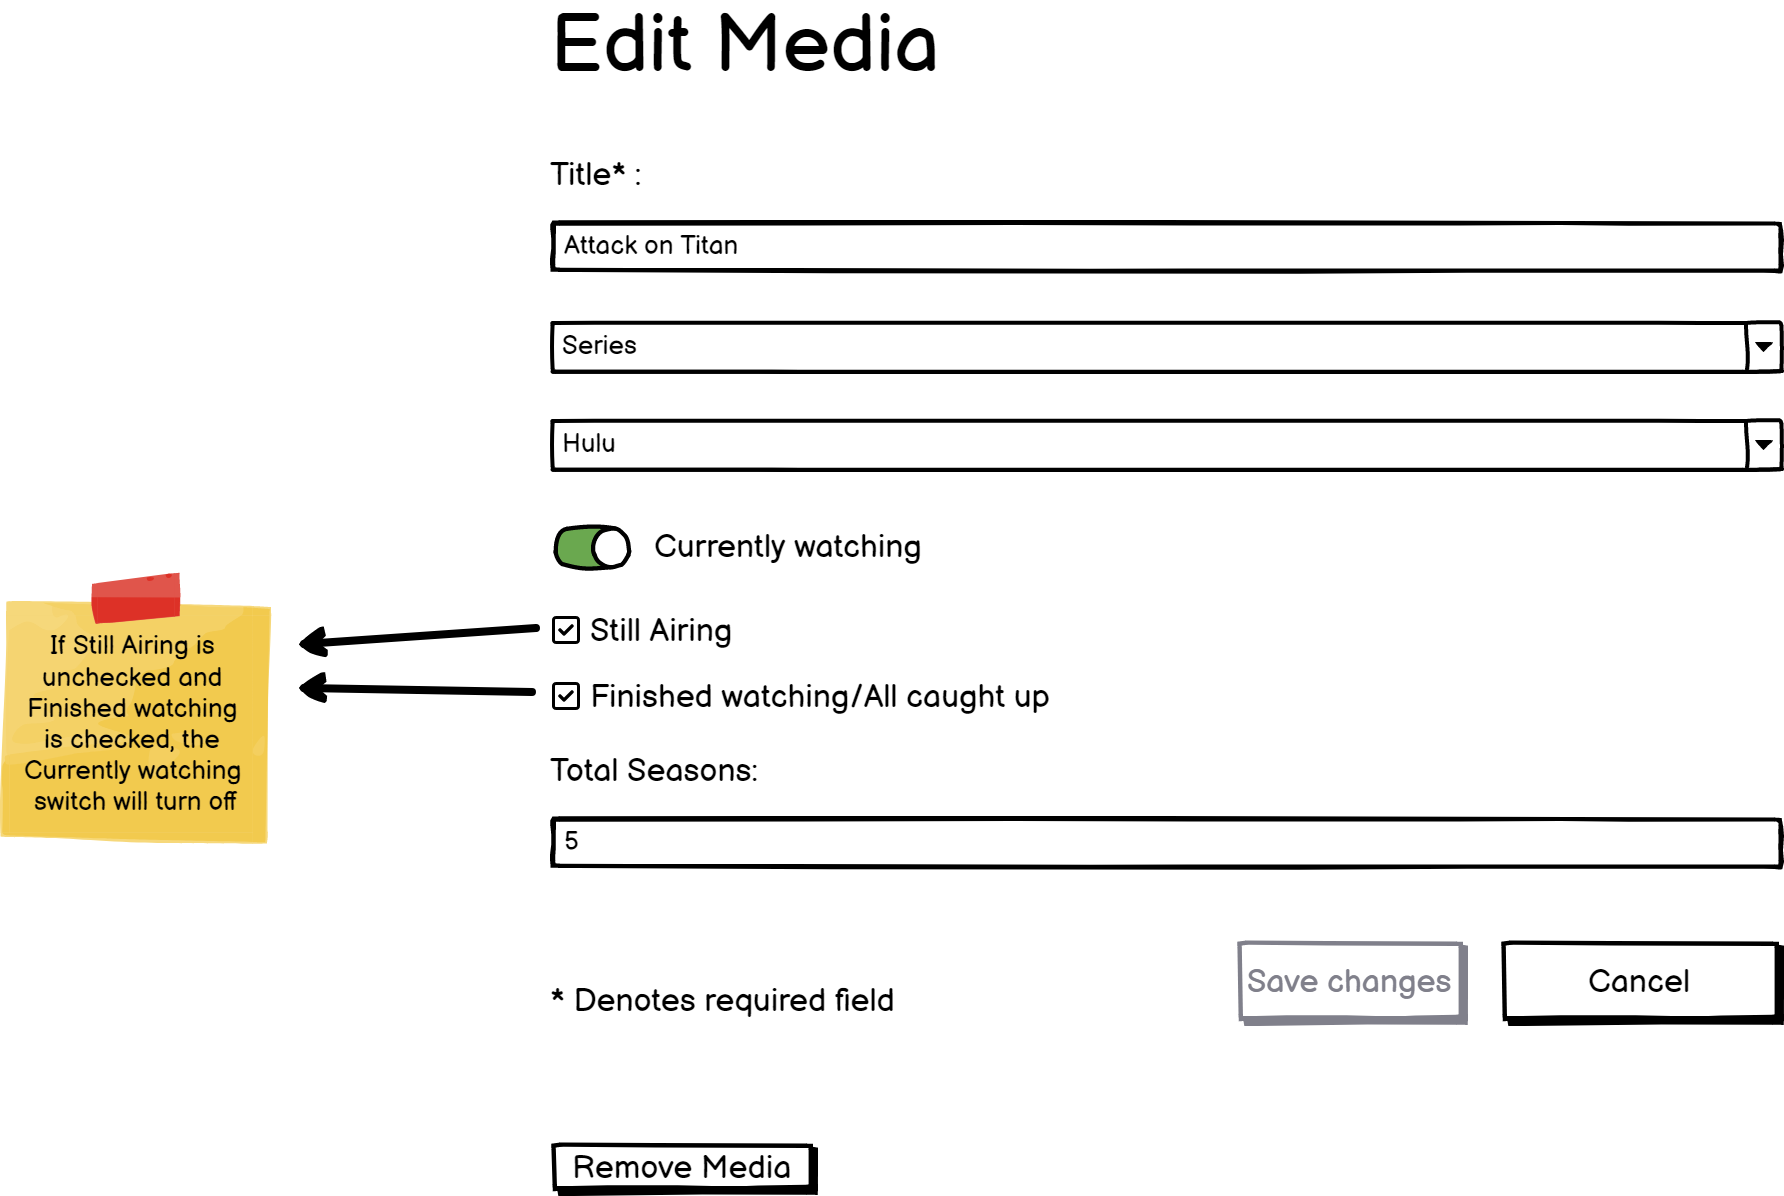 Edit Media
Title* :
Attack on Titan
Series
Hulu
Currently watching
Still Airing
Finished watching/All caught up
If Still Airing is
unchecked and
Finished watching
is checked, the
Currently watching
switch will turn off
Total Seasons:
5
* Denotes required field
Save changes
Cancel
Remove Media